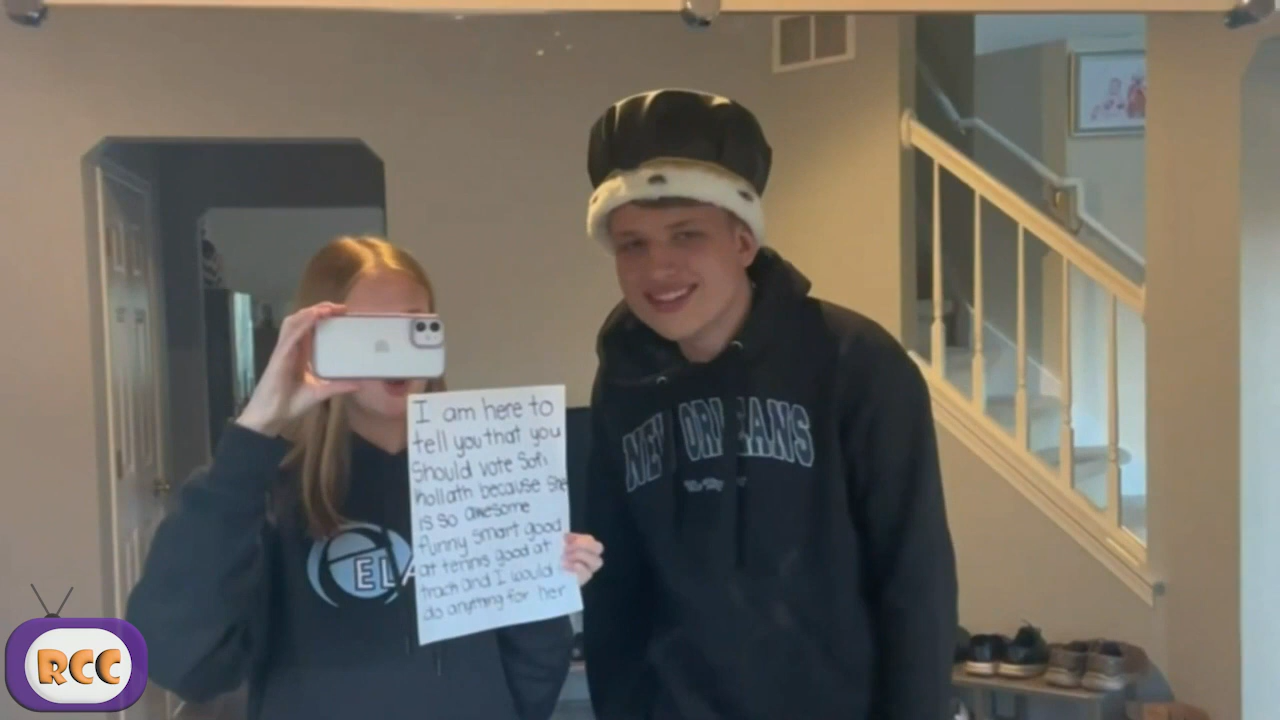 I am here to
tell you that you
Should vote Sofi
hollath because She
is so awesome
funny smart good
at tennis good at
track and I would
do anything for her
NEW ORLEANS
ELA
RCC